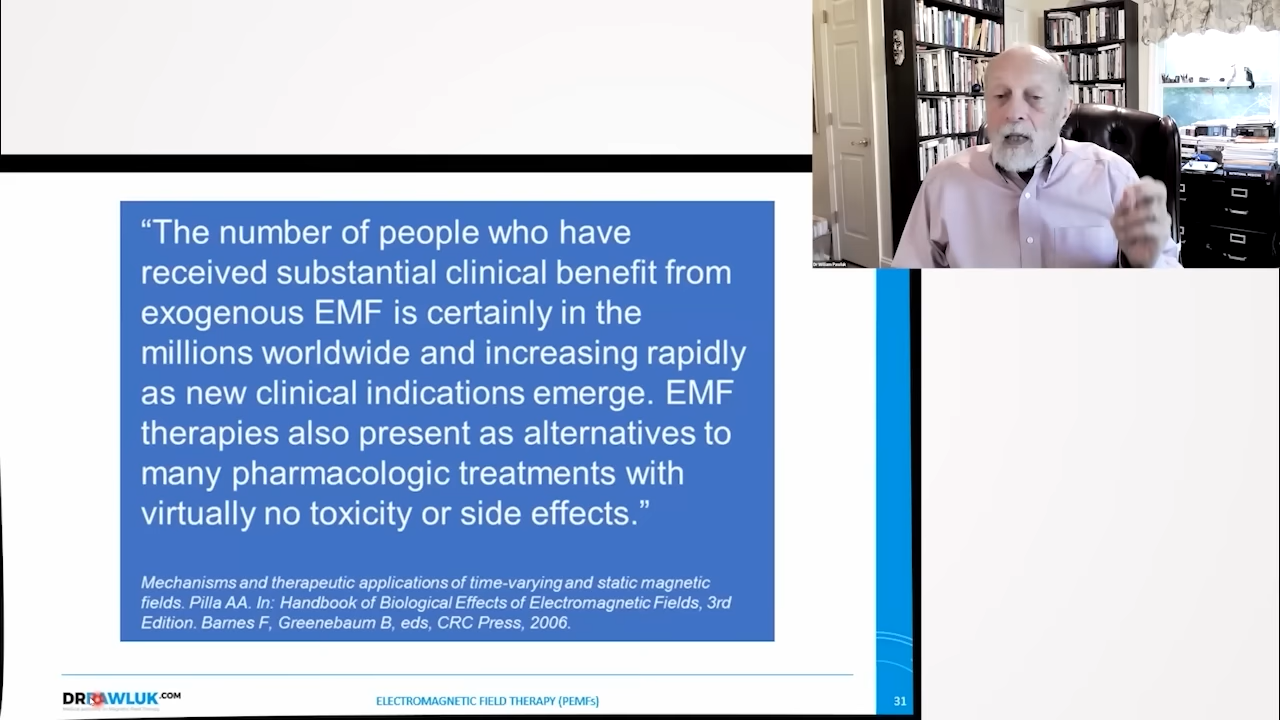 “The number of people who have
received substantial clinical benefit from
exogenous EMF is certainly in the
millions worldwide and increasing rapidly
as new clinical indications emerge. EMF
therapies also present as alternatives to
many pharmacologic treatments with
virtually no toxicity or side effects.”
Mechanisms and therapeutic applications of time-varying and static magnetic
fields. Pilla AA. In: Handbook of Biological Effects of Electromagnetic Fields, 3rd
Edition. Barnes F, Greenebaum B, eds, CRC Press, 2006.
DRPAWLUK.COM
ELECTROMAGNETIC FIELD THERAPY (PEMFs)
31
Dr William Pawluk